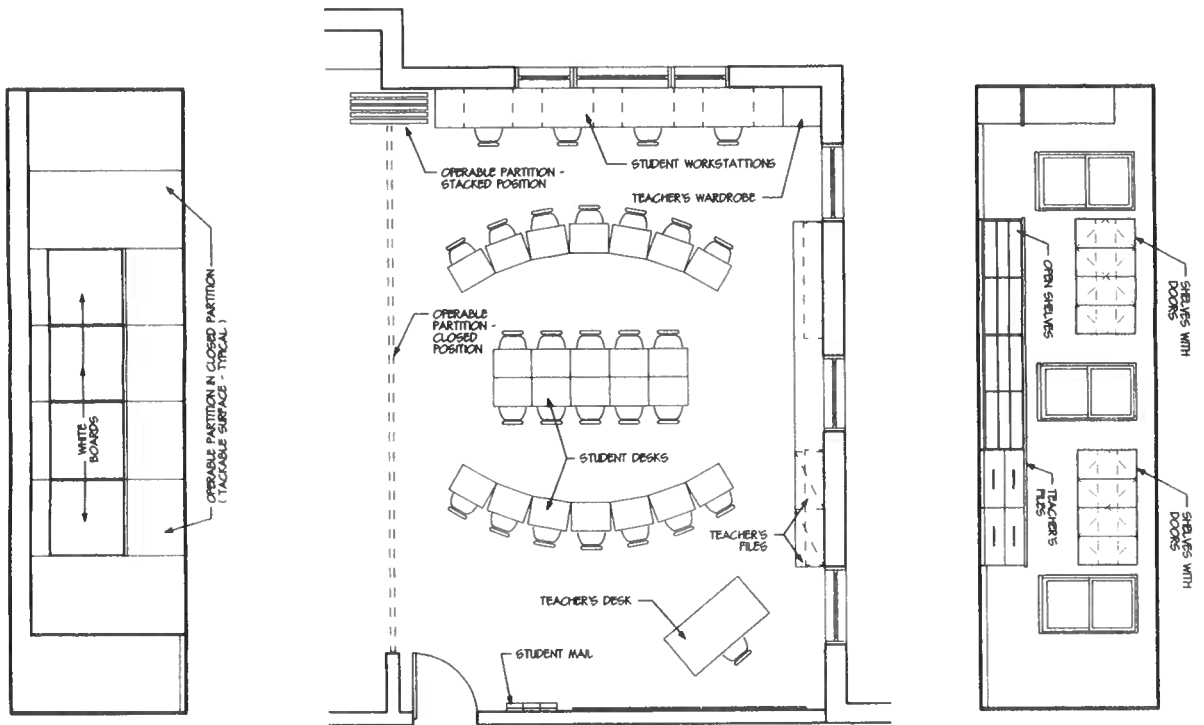 OPERABLE PARTITION IN CLOSED PARTITION
( TACKABLE SURFACE - TYPICAL )
WHITE
BOARDS
OPERABLE PARTITION -
STACKED POSITION
STUDENT WORKSTATTIONS
TEACHER'S WARDROBE
OPERABLE
PARTITION -
CLOSED
POSITION
STUDENT DESKS
TEACHER'S
FILES
TEACHER'S DESK
STUDENT MAIL
OPEN SHELVES
SHELVES WITH
DOORS
TEACHER'S
FILES
SHELVES WITH
DOORS